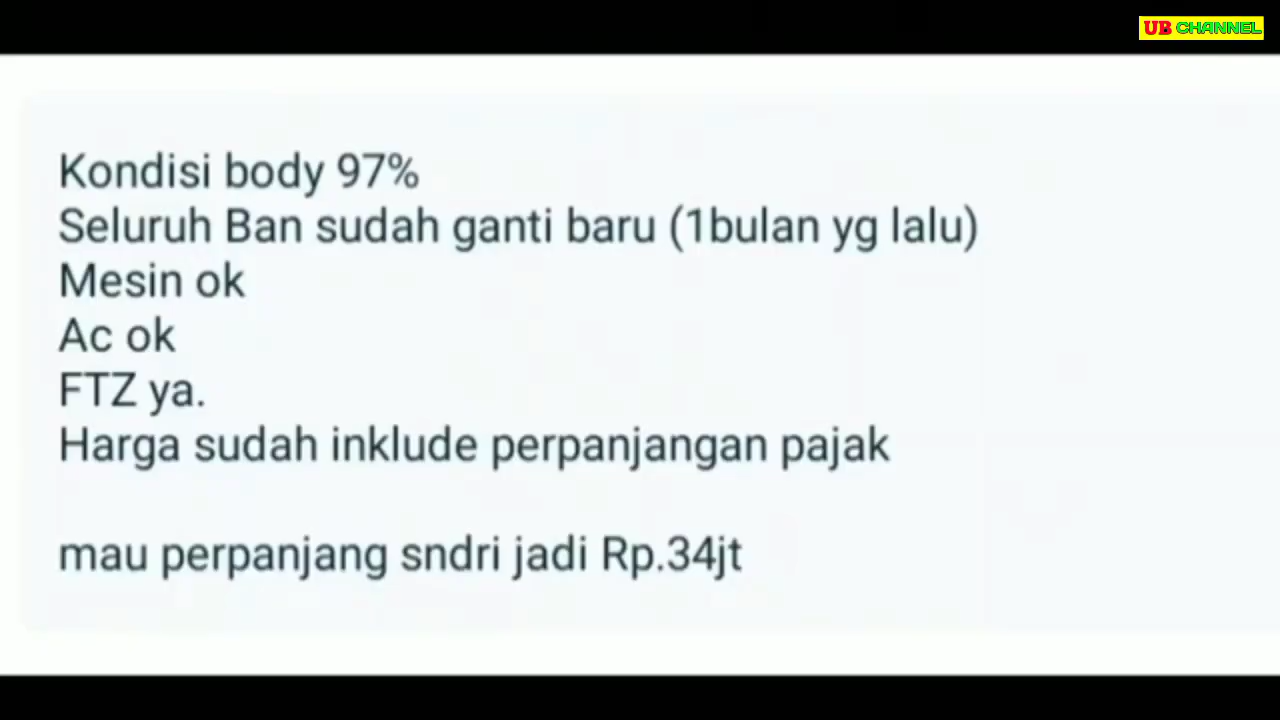 UB CHANNEL
Kondisi body 97%
Seluruh Ban sudah ganti baru (1bulan yg lalu)
Mesin ok
Ac ok
FTZ ya.
Harga sudah inklude perpanjangan pajak
mau perpanjang sndri jadi Rp.34jt